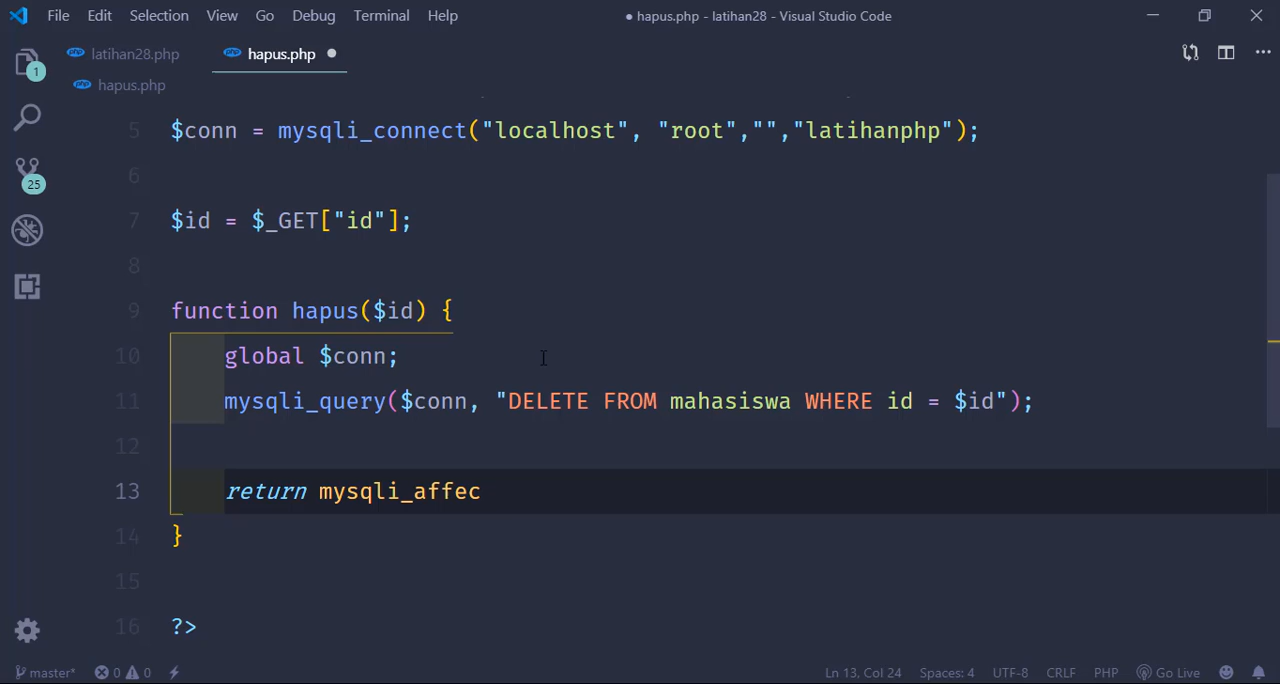 File Edit Selection View Go Debug Terminal Help ● hapus.php - latihan28 - Visual Studio Code
php latihan28.php php hapus.php ●
1 php hapus.php
5 $conn = mysqli_connect("localhost", "root","","latihanphp");
6
25
7 $id = $_GET["id"];
8
9 function hapus($id) {
10 global $conn;
11 mysqli_query($conn, "DELETE FROM mahasiswa WHERE id = $id");
12
13 return mysqli_affec
14 }
15
16 ?>
master* 0 0 Ln 13, Col 24 Spaces: 4 UTF-8 CRLF PHP Go Live